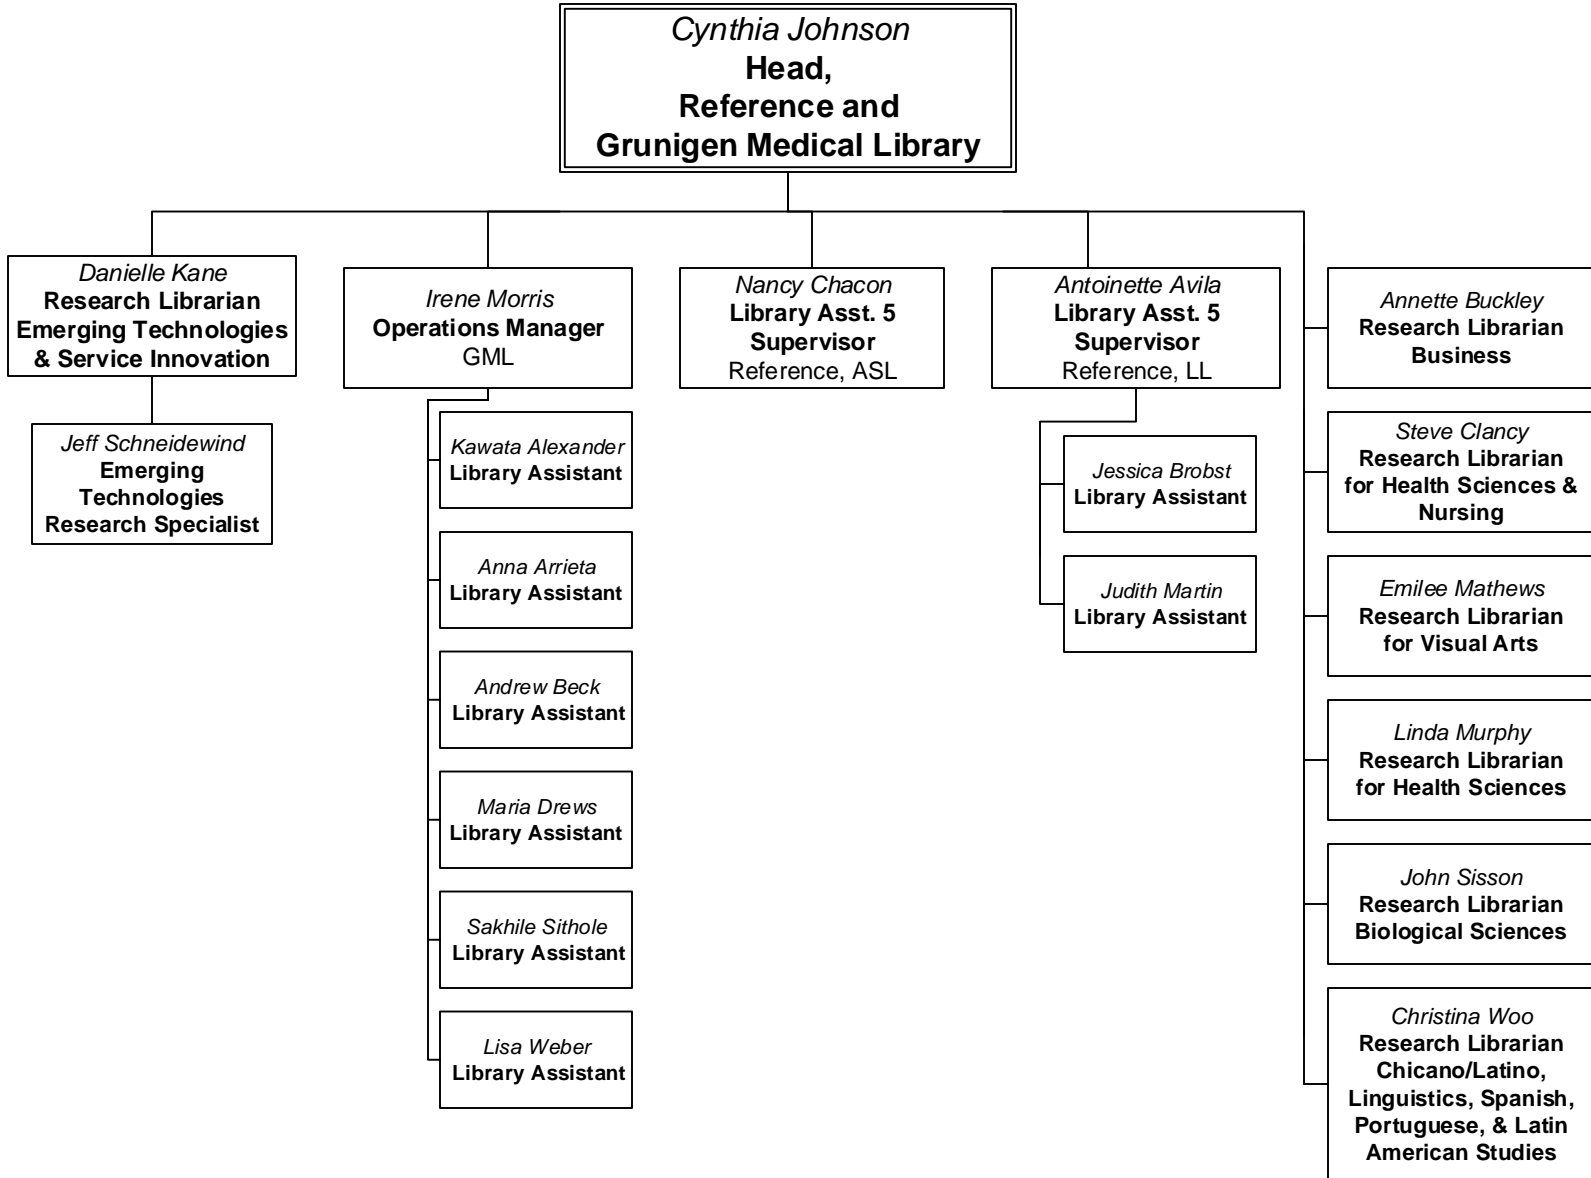 Cynthia Johnson
Head,
Reference and
Grunigen Medical Library
Danielle Kane
Research Librarian
Emerging Technologies
& Service Innovation
Jeff Schneidewind
Emerging
Technologies
Research Specialist
Irene Morris
Operations Manager
GML
Kawata Alexander
Library Assistant
Anna Arrieta
Library Assistant
Andrew Beck
Library Assistant
Maria Drews
Library Assistant
Sakhile Sithole
Library Assistant
Lisa Weber
Library Assistant
Nancy Chacon
Library Asst. 5
Supervisor
Reference, ASL
Antoinette Avila
Library Asst. 5
Supervisor
Reference, LL
Jessica Brobst
Library Assistant
Judith Martin
Library Assistant
Annette Buckley
Research Librarian
Business
Steve Clancy
Research Librarian
for Health Sciences &
Nursing
Emilee Mathews
Research Librarian
for Visual Arts
Linda Murphy
Research Librarian
for Health Sciences
John Sisson
Research Librarian
Biological Sciences
Christina Woo
Research Librarian
Chicano/Latino,
Linguistics, Spanish,
Portuguese, & Latin
American Studies